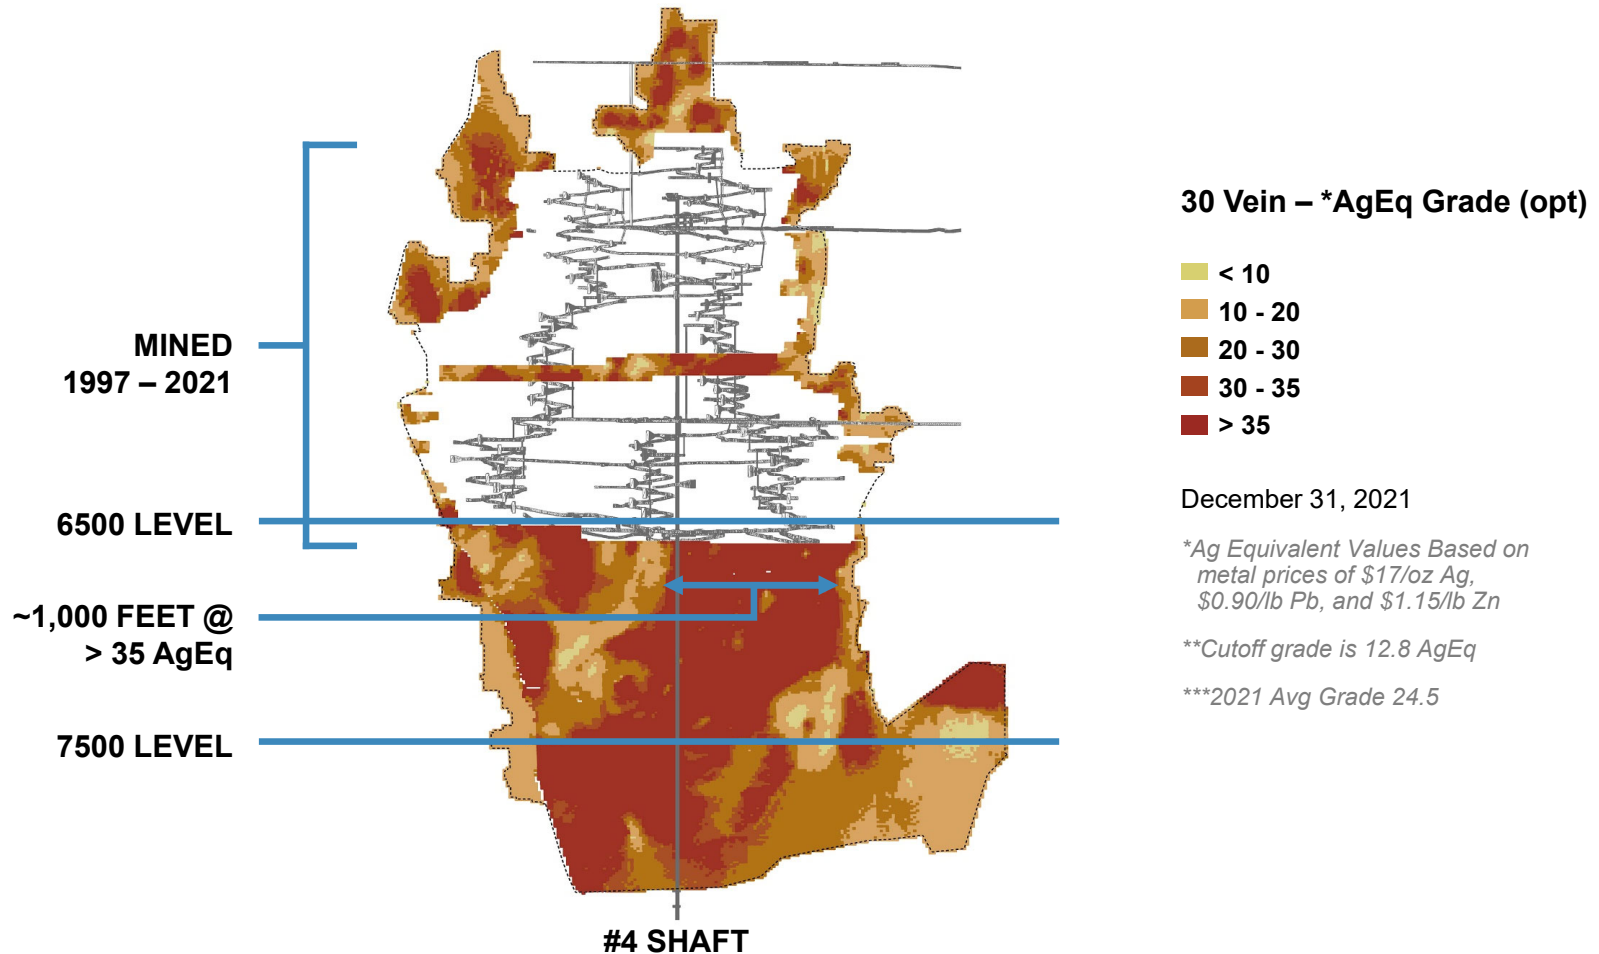 MINED
1997 – 2021
6500 LEVEL
~1,000 FEET @
> 35 AgEq
7500 LEVEL
#4 SHAFT
30 Vein – *AgEq Grade (opt)
< 10
10 - 20
20 - 30
30 - 35
> 35
December 31, 2021
*Ag Equivalent Values Based on
metal prices of $17/oz Ag,
$0.90/lb Pb, and $1.15/lb Zn
**Cutoff grade is 12.8 AgEq
***2021 Avg Grade 24.5